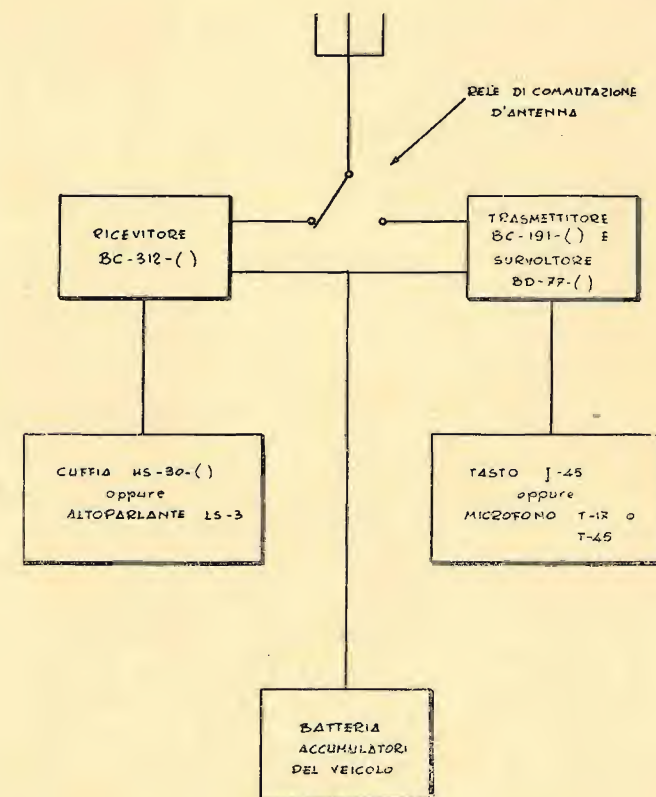 RELE DI COMMUTAZIONE
D'ANTENNA
RICEVITORE
BC-312-( )
TRASMETTITORE
BC-191-( ) E
SURVOLTORE
BD-77-( )
CUFFIA HS-30-( )
oppure
ALTOPARLANTE LS-3
TASTO J-45
oppure
MICROFONO T-17 O
T-45
BATTERIA
ACCUMULATORI
DEL VEICOLO